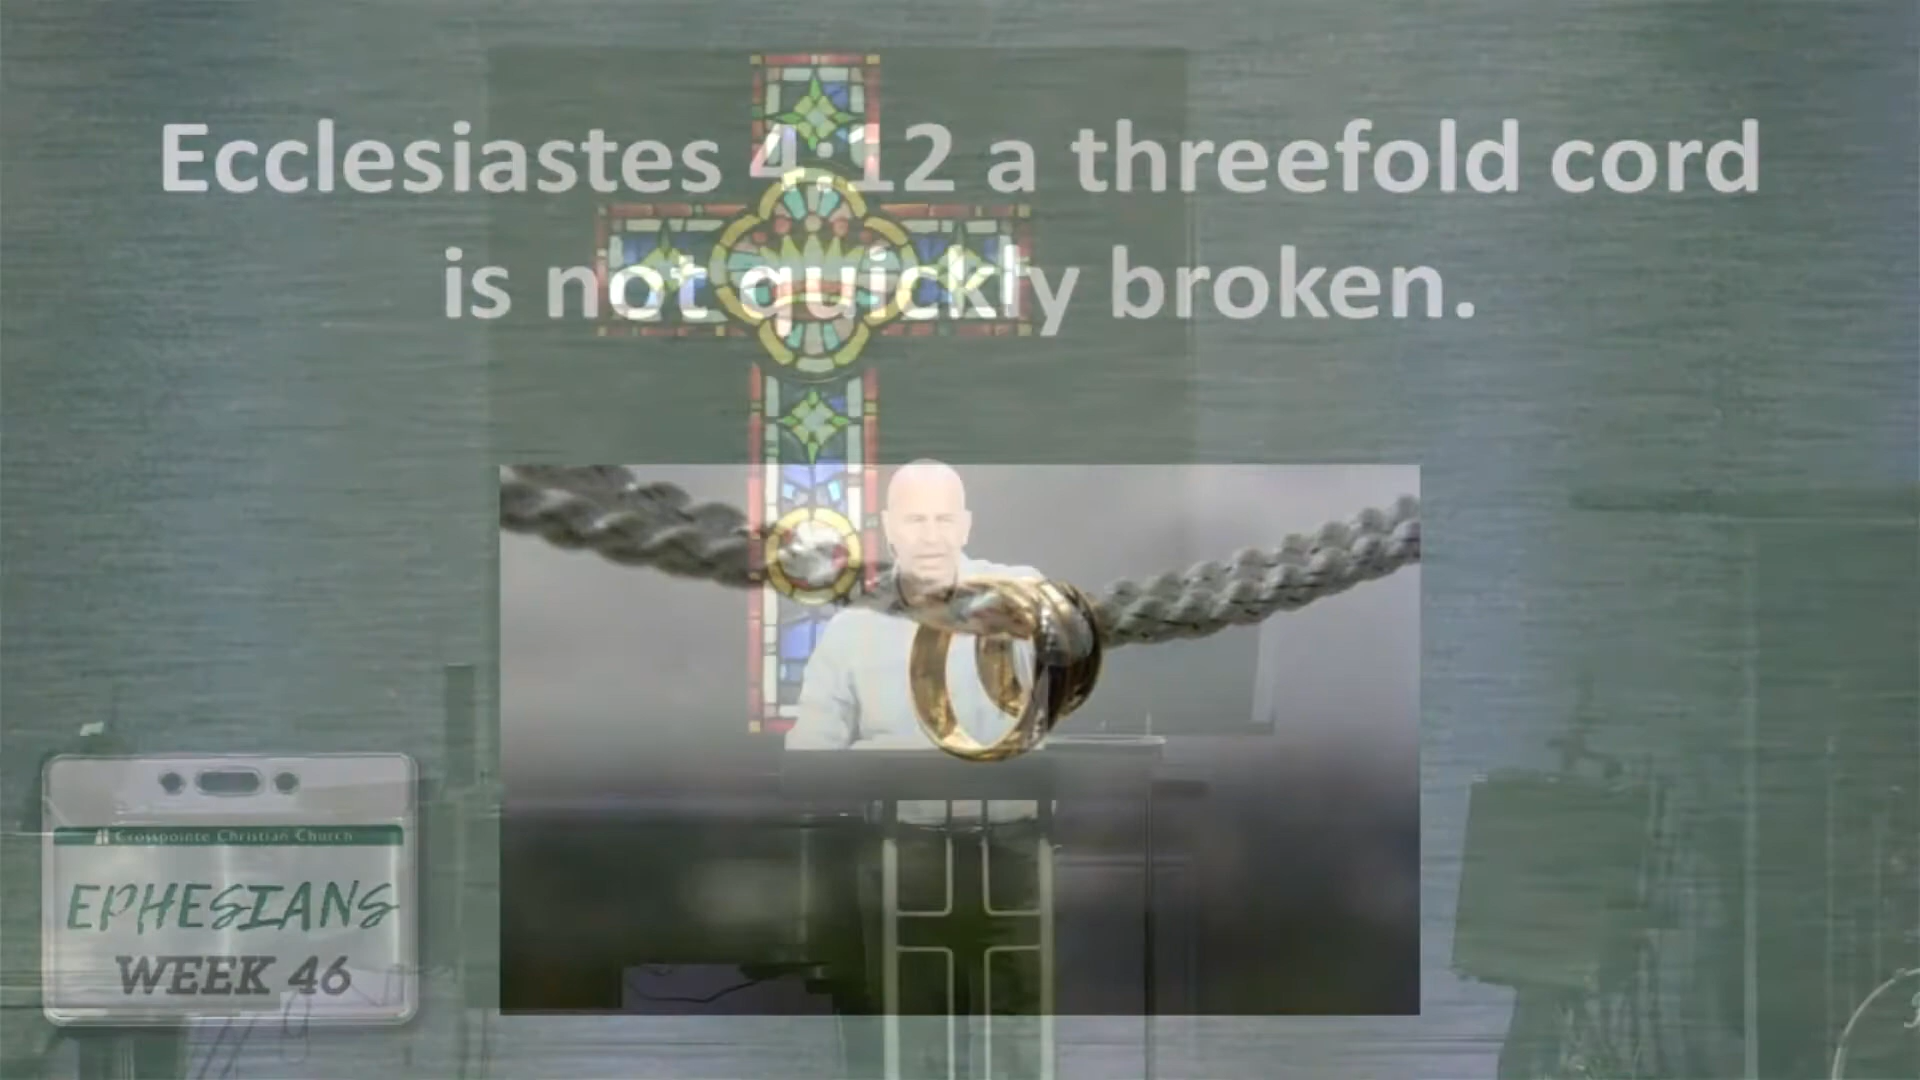 Ecclesiastes 4:12 a threefold cord
is not quickly broken.
Crosspointe Christian Church
EPHESIANS
WEEK 46